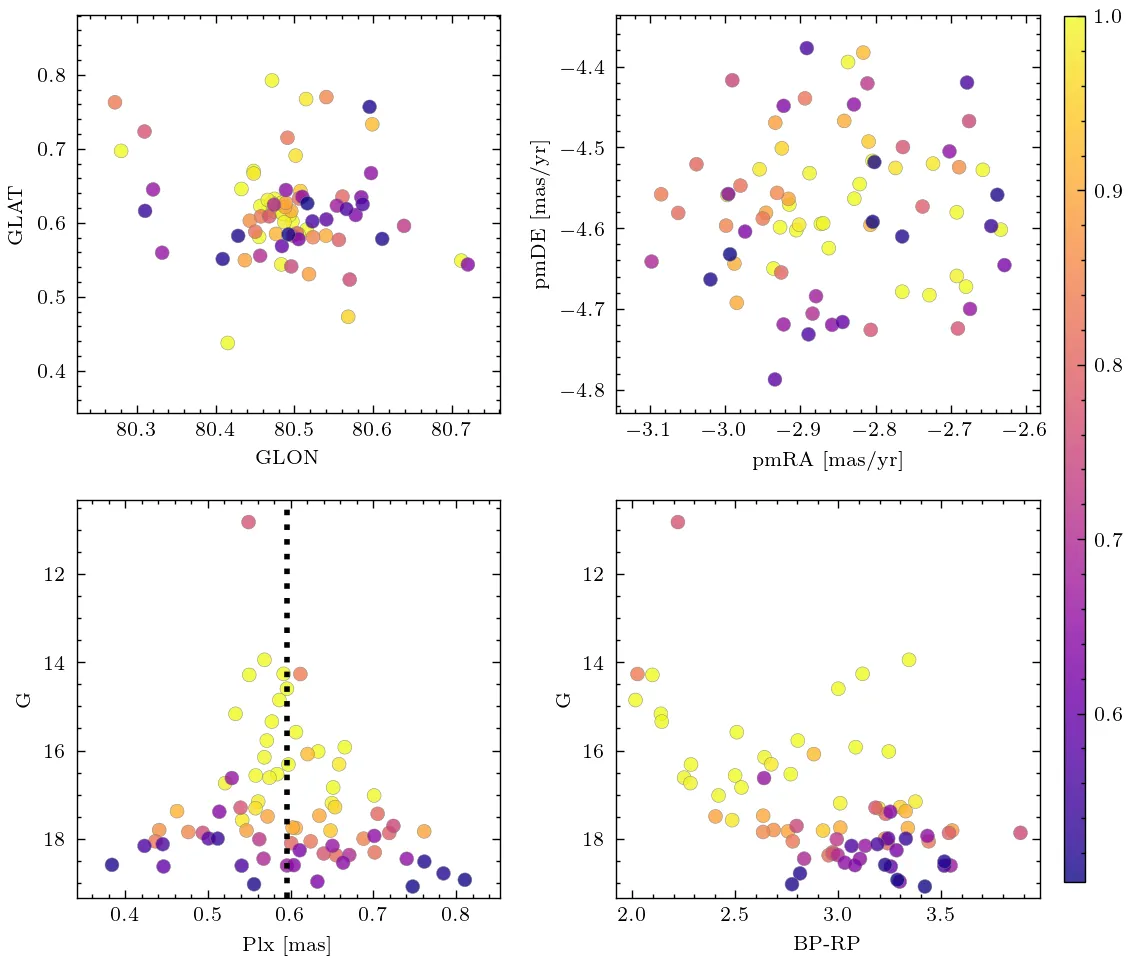 0.8
0.7
0.6
0.5
0.4
GLAT
80.3 80.4 80.5 80.6 80.7
GLON
−4.4
−4.5
−4.6
−4.7
−4.8
pmDE [mas/yr]
−3.1 −3.0 −2.9 −2.8 −2.7 −2.6
pmRA [mas/yr]
12
14
16
18
G
0.4 0.5 0.6 0.7 0.8
Plx [mas]
12
14
16
18
G
2.0 2.5 3.0 3.5
BP-RP
1.0
0.9
0.8
0.7
0.6